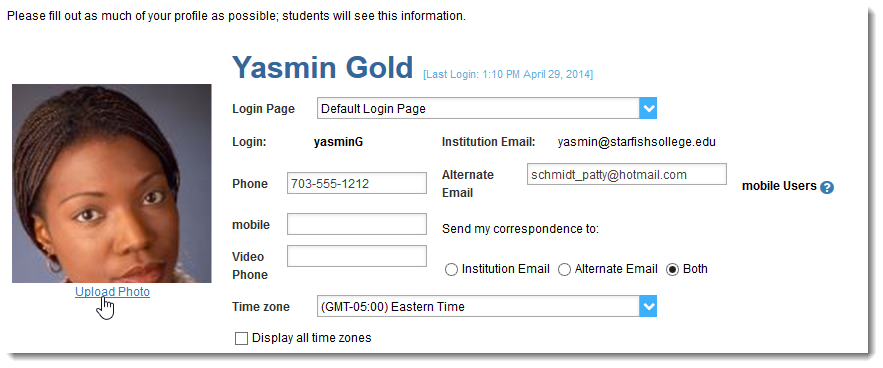 Please fill out as much of your profile as possible; students will see this information.
Yasmin Gold [Last Login: 1:10 PM April 29, 2014]
Login Page Default Login Page
Login: yasminG Institution Email: yasmin@starfishsollege.edu
Phone 703-555-1212 Alternate Email schmidt_patty@hotmail.com mobile Users ?
mobile Send my correspondence to:
Video Phone Institution Email Alternate Email Both
Upload Photo
Time zone (GMT-05:00) Eastern Time
Display all time zones